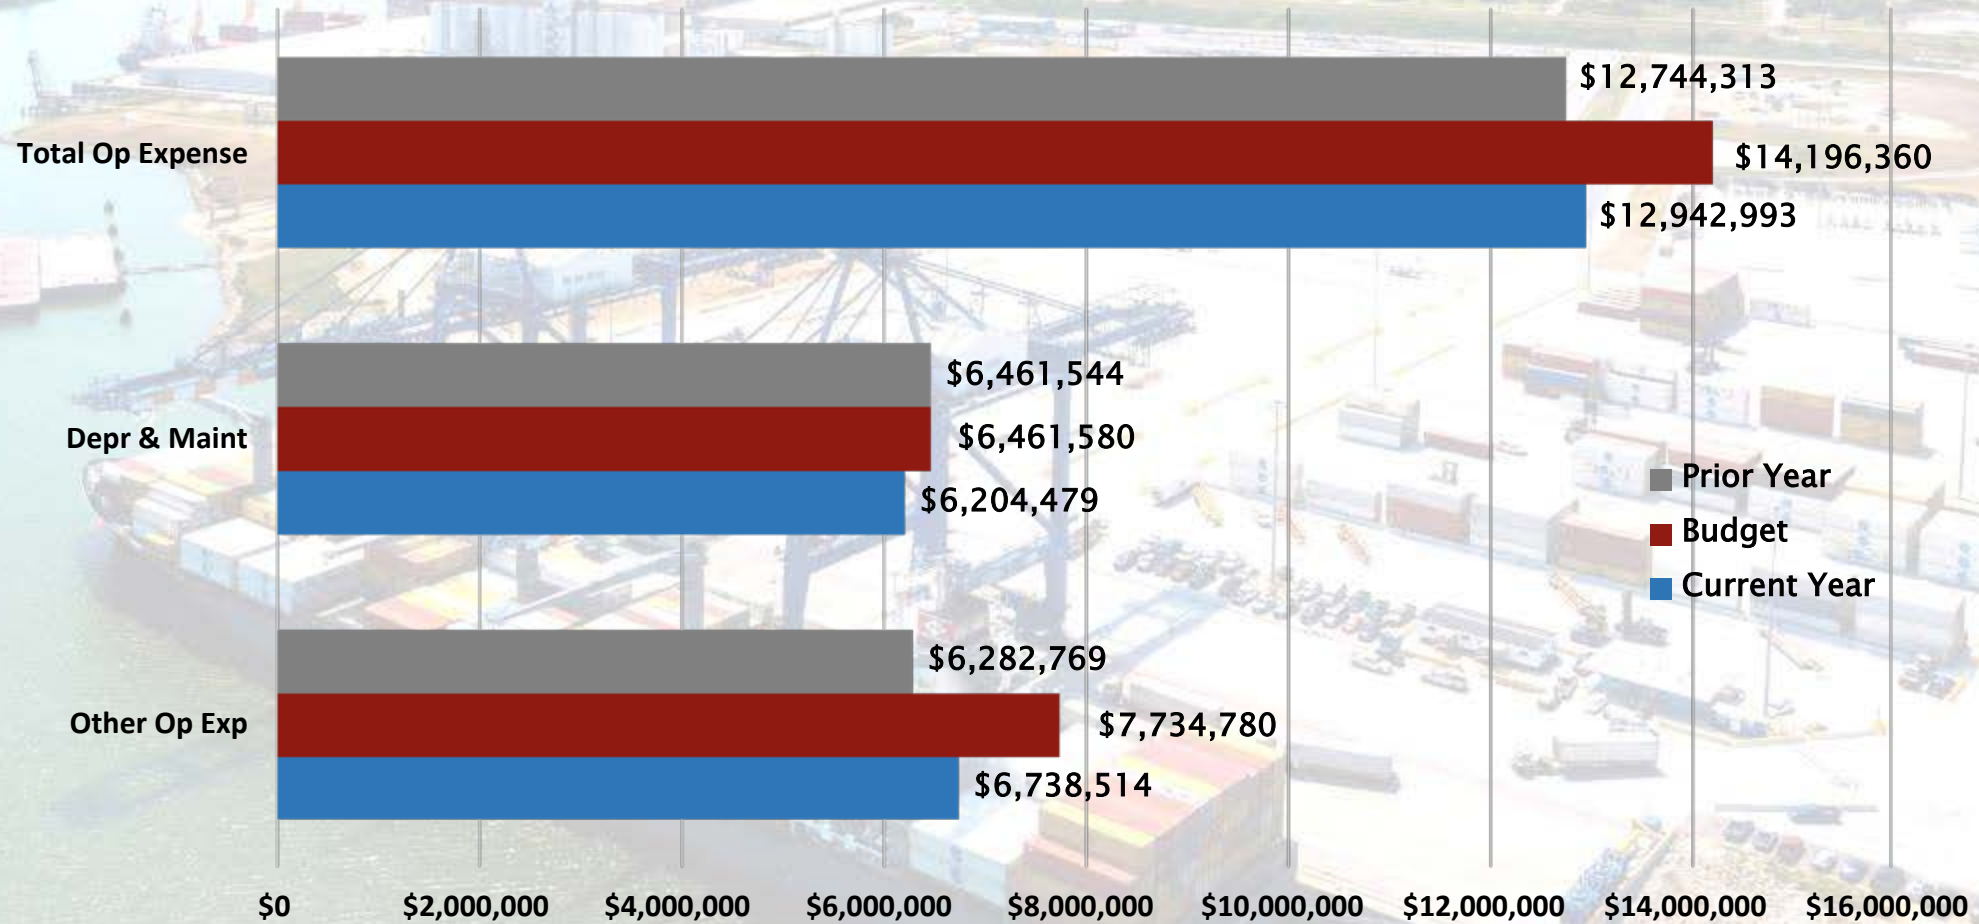 $12,744,313
Total Op Expense
$14,196,360
$12,942,993
$6,461,544
Depr & Maint
$6,461,580
$6,204,479
Prior Year
Budget
Current Year
$6,282,769
Other Op Exp
$7,734,780
$6,738,514
$0 $2,000,000 $4,000,000 $6,000,000 $8,000,000 $10,000,000 $12,000,000 $14,000,000 $16,000,000